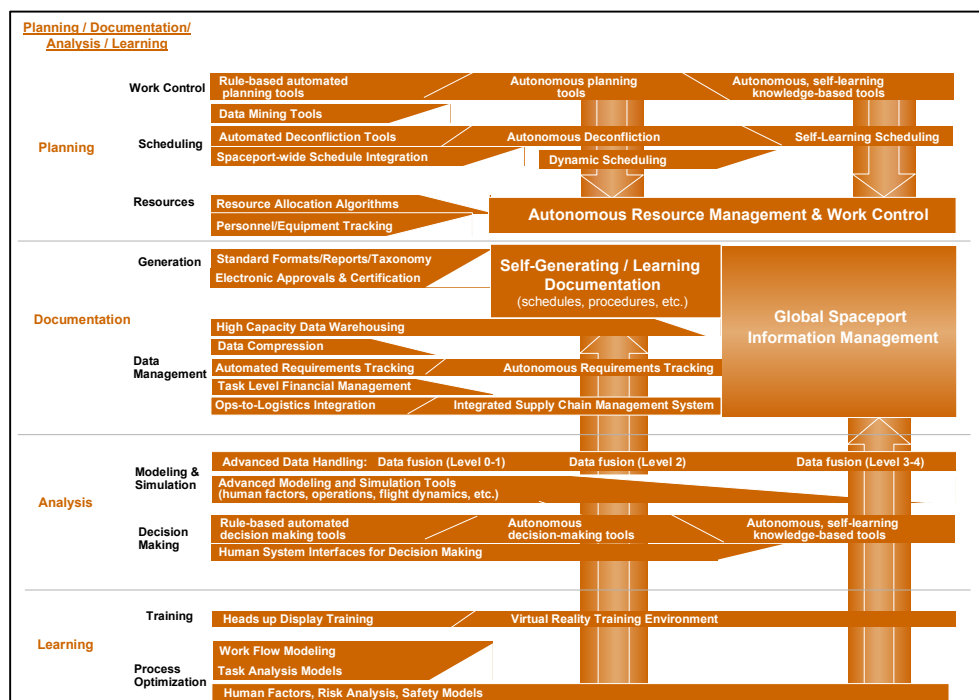 Planning / Documentation/
Analysis / Learning
Work Control
Rule-based automated
planning tools
Autonomous planning
tools
Autonomous, self-learning
knowledge-based tools
Data Mining Tools
Planning
Scheduling
Automated Deconfliction Tools
Autonomous Deconfliction
Self-Learning Scheduling
Spaceport-wide Schedule Integration
Dynamic Scheduling
Resources
Resource Allocation Algorithms
Personnel/Equipment Tracking
Autonomous Resource Management & Work Control
Generation
Standard Formats/Reports/Taxonomy
Electronic Approvals & Certification
Self-Generating / Learning
Documentation
(schedules, procedures, etc.)
Global Spaceport
Information Management
Documentation
High Capacity Data Warehousing
Data Compression
Data
Management
Automated Requirements Tracking
Autonomous Requirements Tracking
Task Level Financial Management
Ops-to-Logistics Integration
Integrated Supply Chain Management System
Analysis
Modeling &
Simulation
Advanced Data Handling:
Data fusion (Level 0-1)
Data fusion (Level 2)
Data fusion (Level 3-4)
Advanced Modeling and Simulation Tools
(human factors, operations, flight dynamics, etc.)
Decision
Making
Rule-based automated
decision making tools
Autonomous
decision-making tools
Autonomous, self-learning
knowledge-based tools
Human System Interfaces for Decision Making
Learning
Training
Heads up Display Training
Virtual Reality Training Environment
Process
Optimization
Work Flow Modeling
Task Analysis Models
Human Factors, Risk Analysis, Safety Models